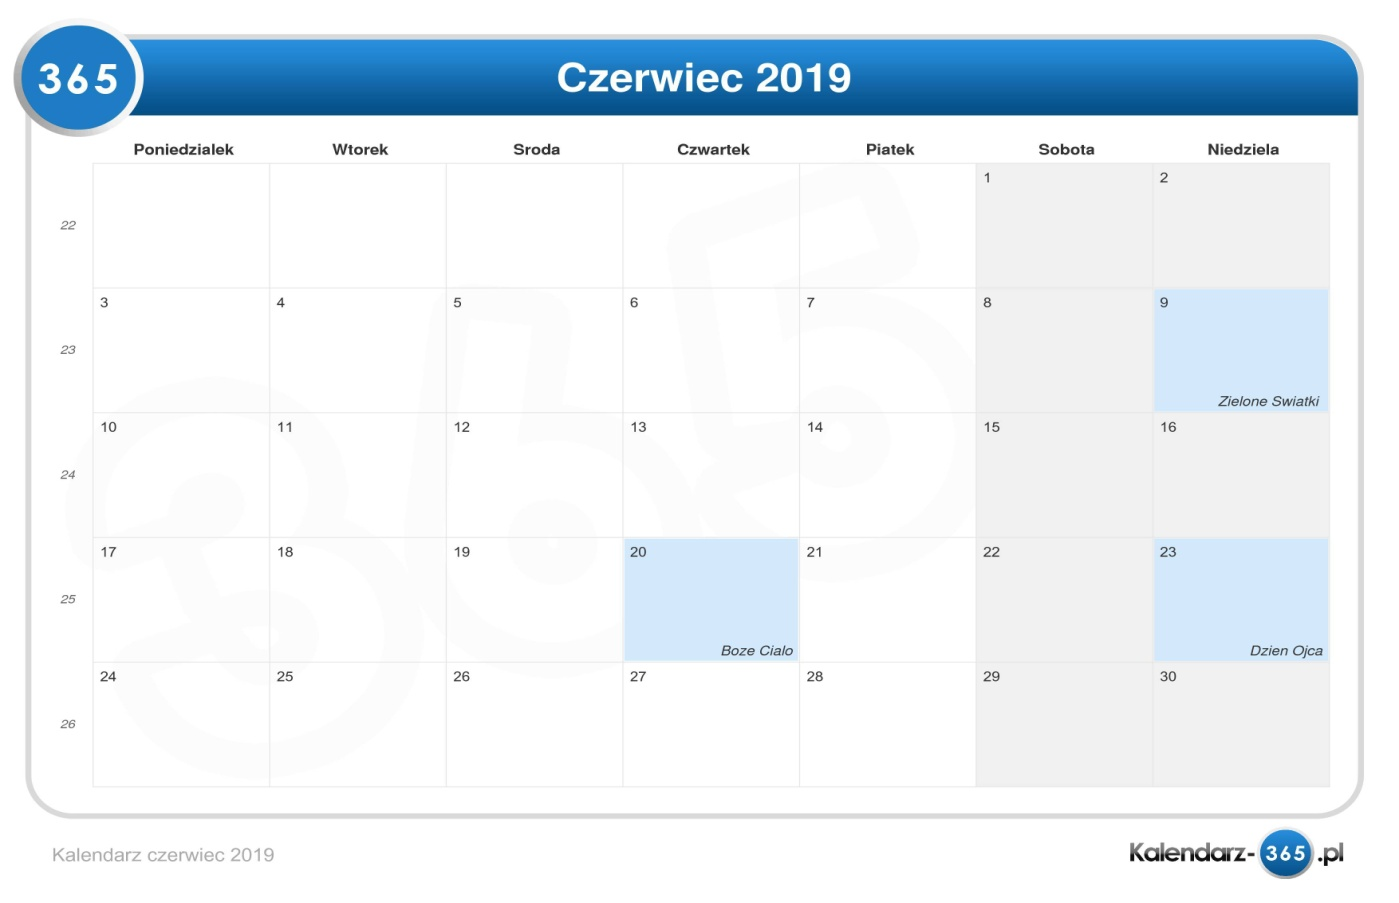 365
Czerwiec 2019
Poniedzialek Wtorek Sroda Czwartek Piatek Sobota Niedziela
1 2
22
3 4 5 6 7 8 9
23
Zielone Swiatki
10 11 12 13 14 15 16
24
17 18 19 20 21 22 23
25
Boze Cialo Dzien Ojca
24 25 26 27 28 29 30
26
Kalendarz czerwiec 2019
Kalendarz-365.pl